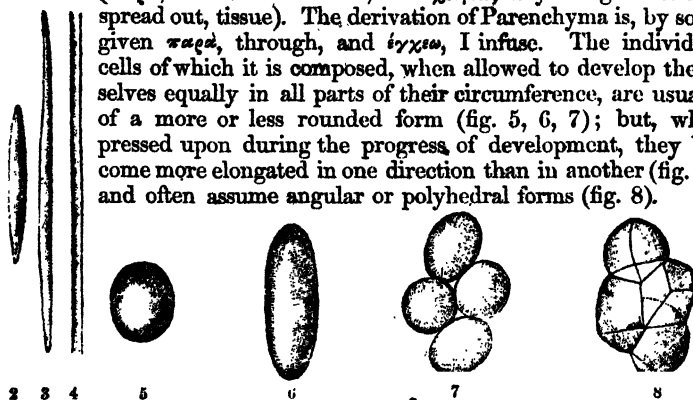 spread out, tissue). The derivation of Parenchyma is, by so
given παρά, through, and ἐγχέω, I infuse. The individ
cells of which it is composed, when allowed to develop the
selves equally in all parts of their circumference, are usua
of a more or less rounded form (fig. 5, 6, 7); but, wh
pressed upon during the progress of development, they
come more elongated in one direction than in another (fig.
and often assume angular or polyhedral forms (fig. 8).
2 3 4 5 6 7 8